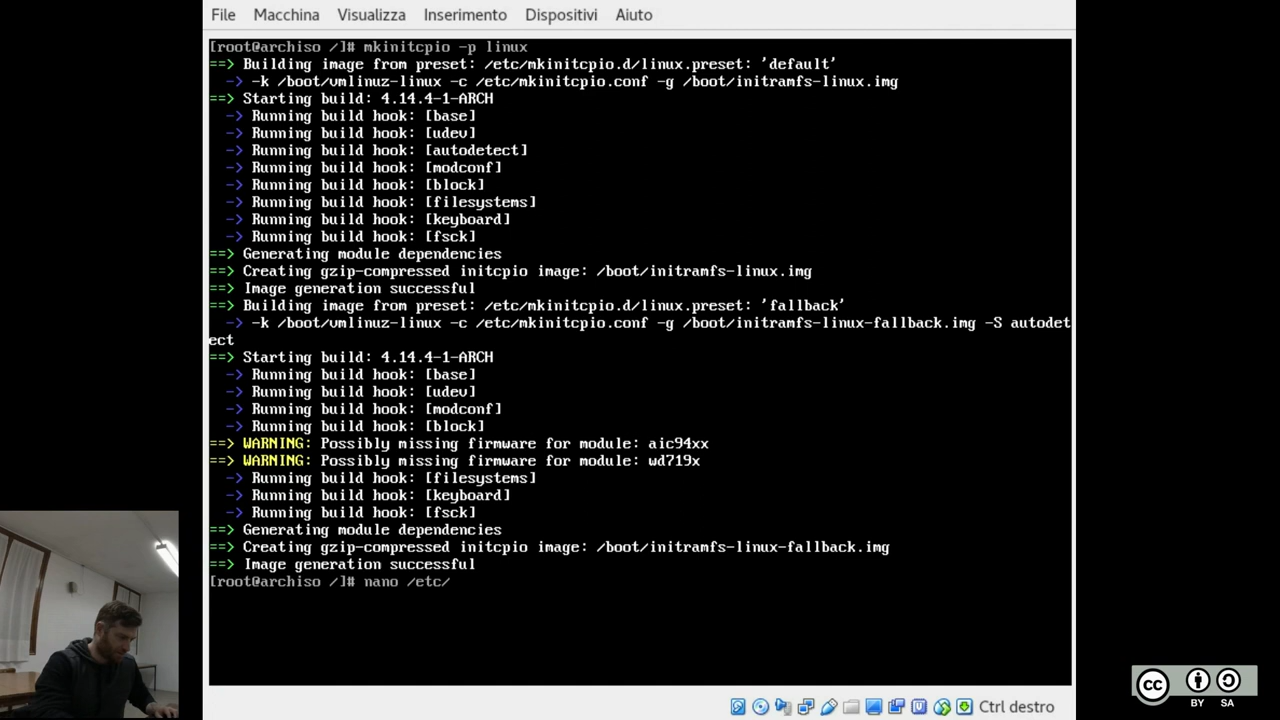 File Macchina Visualizza Inserimento Dispositivi Aiuto
[root@archiso /]# mkinitcpio -p linux
==> Building image from preset: /etc/mkinitcpio.d/linux.preset: 'default'
  -> -k /boot/vmlinuz-linux -c /etc/mkinitcpio.conf -g /boot/initramfs-linux.img
==> Starting build: 4.14.4-1-ARCH
  -> Running build hook: [base]
  -> Running build hook: [udev]
  -> Running build hook: [autodetect]
  -> Running build hook: [modconf]
  -> Running build hook: [block]
  -> Running build hook: [filesystems]
  -> Running build hook: [keyboard]
  -> Running build hook: [fsck]
==> Generating module dependencies
==> Creating gzip-compressed initcpio image: /boot/initramfs-linux.img
==> Image generation successful
==> Building image from preset: /etc/mkinitcpio.d/linux.preset: 'fallback'
  -> -k /boot/vmlinuz-linux -c /etc/mkinitcpio.conf -g /boot/initramfs-linux-fallback.img -S autodet
ect
==> Starting build: 4.14.4-1-ARCH
  -> Running build hook: [base]
  -> Running build hook: [udev]
  -> Running build hook: [modconf]
  -> Running build hook: [block]
==> WARNING: Possibly missing firmware for module: aic94xx
==> WARNING: Possibly missing firmware for module: wd719x
  -> Running build hook: [filesystems]
  -> Running build hook: [keyboard]
  -> Running build hook: [fsck]
==> Generating module dependencies
==> Creating gzip-compressed initcpio image: /boot/initramfs-linux-fallback.img
==> Image generation successful
[root@archiso /]# nano /etc/
Ctrl destro
cc
BY SA